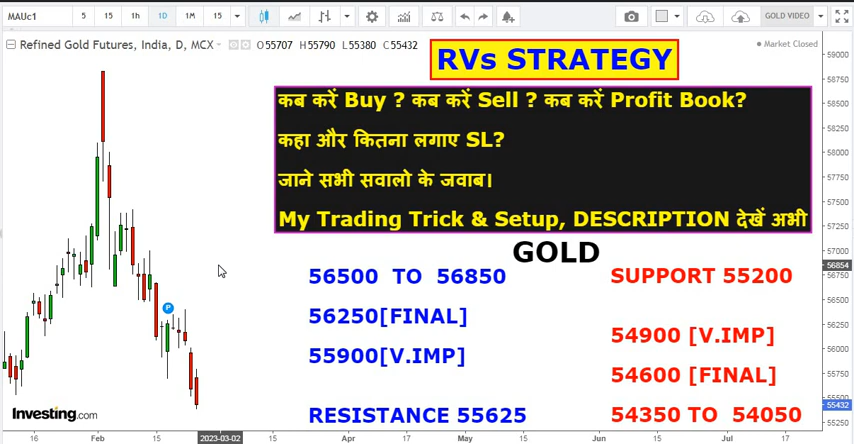 MAUc1 5 15 1H 1D 1M 15 GOLD VIDEO
Refined Gold Futures, India, D, MCX O55707 H55790 L55380 C55432
Market Closed
RVs STRATEGY
कब करें Buy ? कब करें Sell ? कब करें Profit Book?
कहा और कितना लगाए SL?
जाने सभी सवालो के जवाब।
My Trading Trick & Setup, DESCRIPTION देखें अभी
GOLD
56500 TO 56850
56250[FINAL]
55900[V.IMP]
RESISTANCE 55625
SUPPORT 55200
54900 [V.IMP]
54600 [FINAL]
54350 TO 54050
P
59000
58750
58500
58250
58000
57750
57500
57250
57000
56854
56750
56500
56250
56000
55750
55432
55250
Investing.com
16 Feb 15 2023-03-02 15 Apr 17 May 15 Jun 15 Jul 17